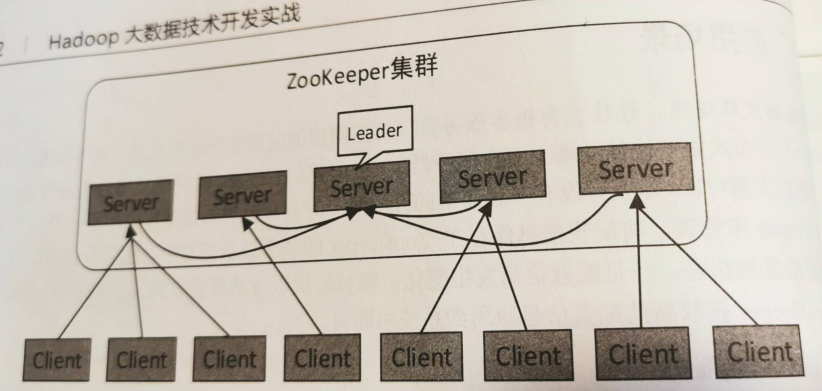 2 | Hadoop 大数据技术开发实战
ZooKeeper集群
Leader
Server Server Server Server Server
Client Client Client Client Client Client Client Client